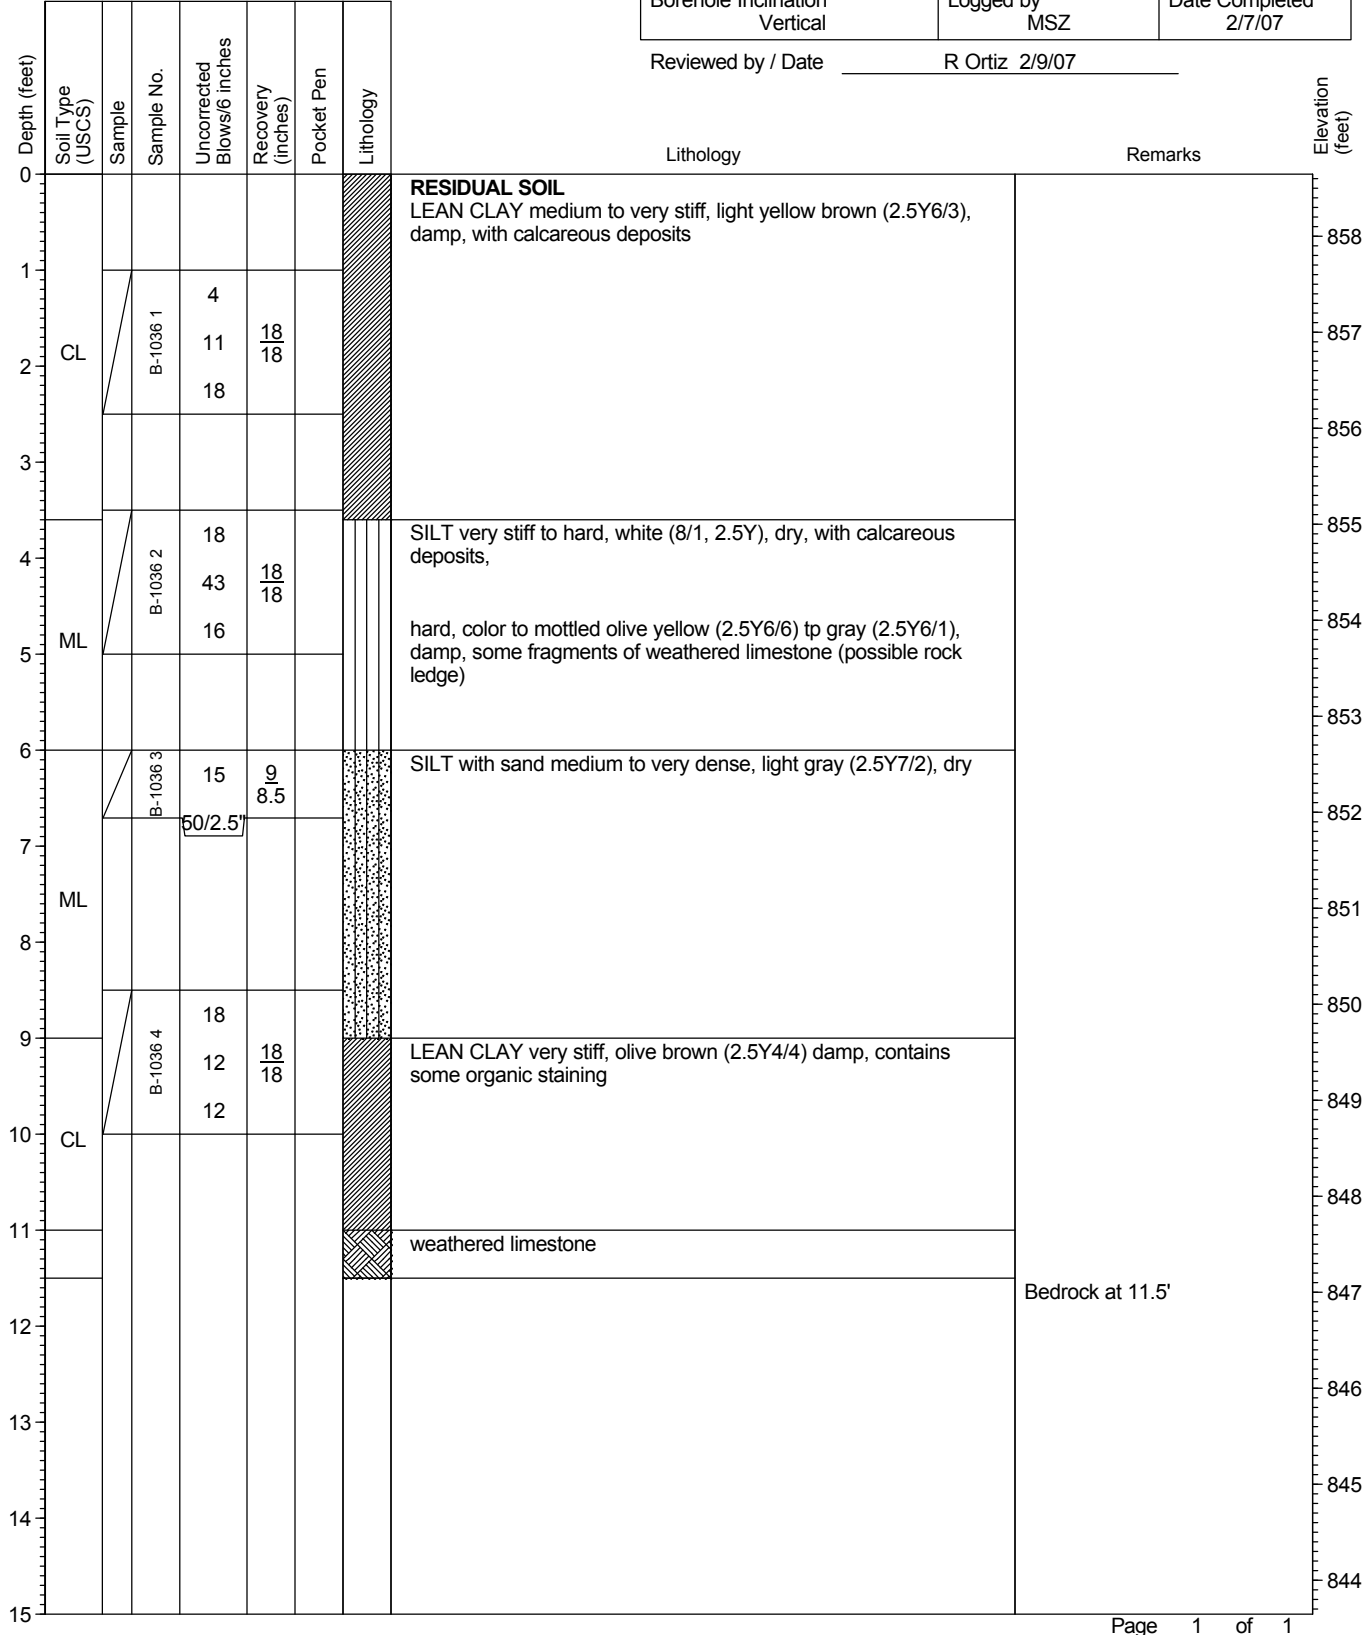 Borehole Inclination Logged by Date Completed
Vertical MSZ 2/7/07
Reviewed by / Date R Ortiz 2/9/07
Depth (feet)
Soil Type
(USCS)
Sample
Sample No.
Uncorrected
Blows/6 inches
Recovery
(inches)
Pocket Pen
Lithology
Lithology
Remarks
Elevation
(feet)
0
RESIDUAL SOIL
LEAN CLAY medium to very stiff, light yellow brown (2.5Y6/3),
damp, with calcareous deposits
858
1
4
B-1036 1
11
18
18
857
CL
2
18
856
3
855
18
SILT very stiff to hard, white (8/1, 2.5Y), dry, with calcareous
deposits,
4
B-1036 2
43
18
18
854
16
hard, color to mottled olive yellow (2.5Y6/6) tp gray (2.5Y6/1),
damp, some fragments of weathered limestone (possible rock
ledge)
ML
5
853
6
SILT with sand medium to very dense, light gray (2.5Y7/2), dry
B-1036 3
15
9
8.5
50/2.5"
852
7
ML
851
8
850
18
9
B-1036 4
12
18
18
LEAN CLAY very stiff, olive brown (2.5Y4/4) damp, contains
some organic staining
12
849
10
CL
848
11
weathered limestone
Bedrock at 11.5'
847
12
846
13
845
14
844
15
Page 1 of 1